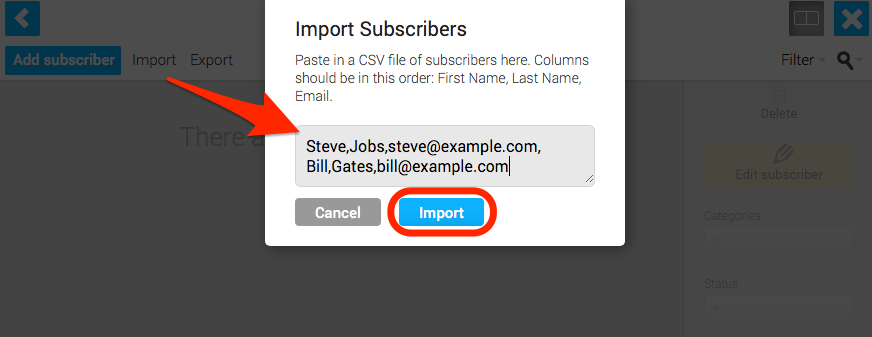 Import Subscribers
Paste in a CSV file of subscribers here. Columns
should be in this order: First Name, Last Name,
Email.
Steve,Jobs,steve@example.com,
Bill,Gates,bill@example.com
Cancel
Import
Add subscriber
Import
Export
Filter
There a
Delete
Edit subscriber
Categories
Status